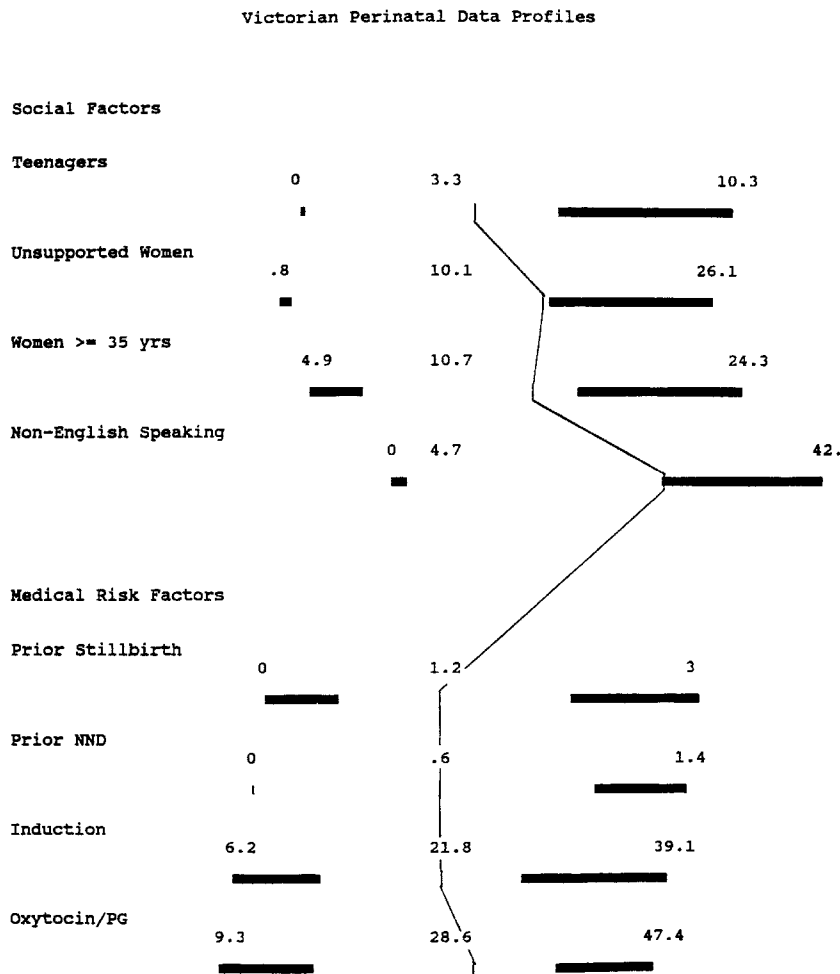 Victorian Perinatal Data Profiles
Social Factors
Teenagers
0 3.3 10.3
Unsupported Women
.8 10.1 26.1
Women >= 35 yrs
4.9 10.7 24.3
Non-English Speaking
0 4.7 42.
Medical Risk Factors
Prior Stillbirth
0 1.2 3
Prior NND
0 .6 1.4
Induction
6.2 21.8 39.1
Oxytocin/PG
9.3 28.6 47.4